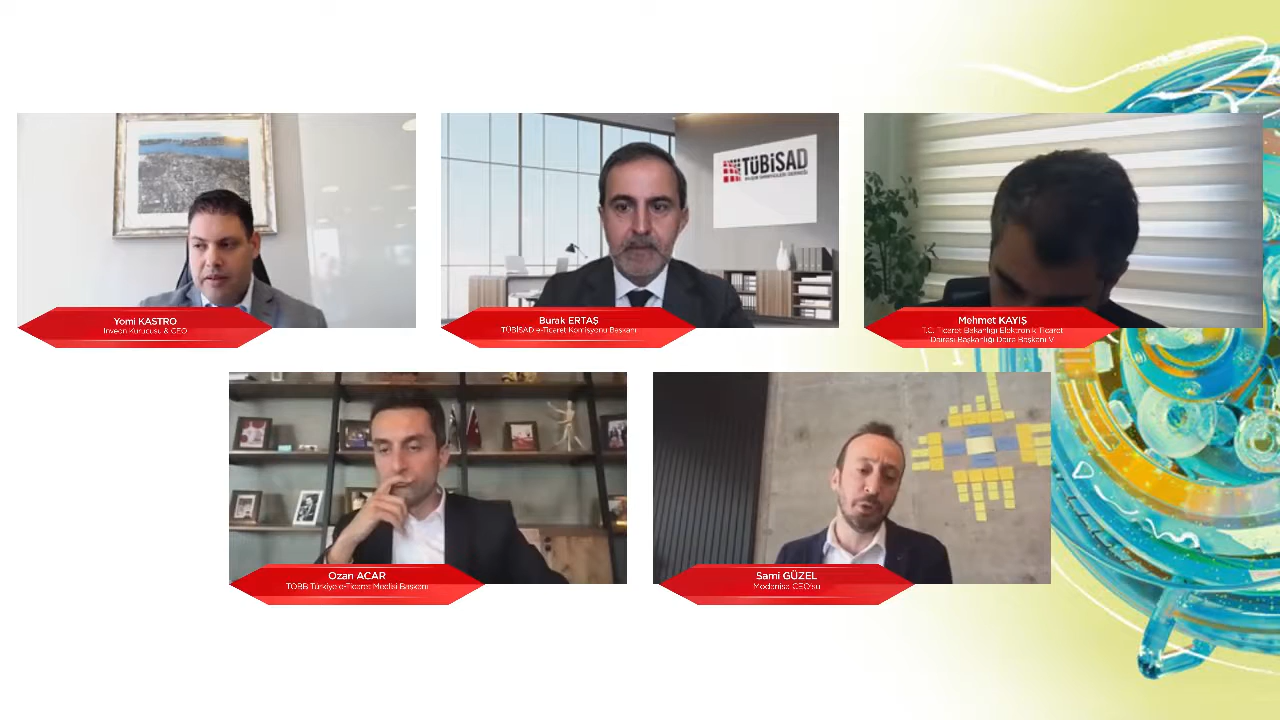 TÜBİSAD
Yomi KASTRO
Inveon Kurucusu & CEO
Burak ERTAŞ
TÜBİSAD e-Ticaret Komisyonu Başkanı
Mehmet KAYIŞ
T.C. Ticaret Bakanlığı Elektronik Ticaret
Dairesi Başkanlığı Daire Başkanı V.
Ozan ACAR
TOBB Türkiye e-Ticaret Meclisi Başkanı
Sami GÜZEL
Modanisa CEO'su